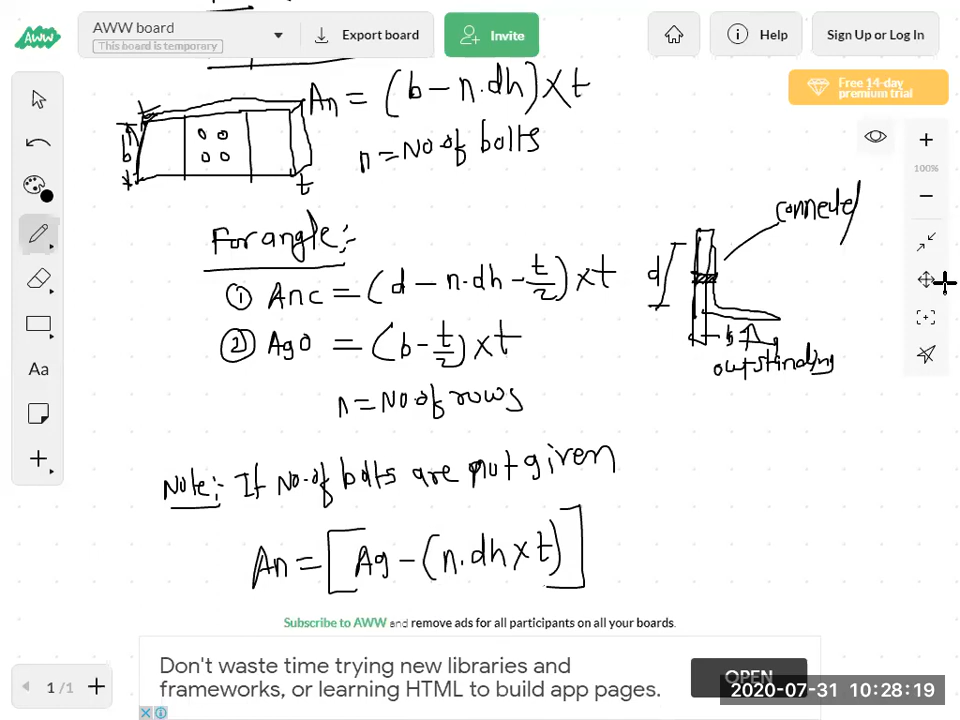 AWW
AWW board
This board is temporary
Export board
Invite
Help
Sign Up or Log In
Free 14-day
premium trial
100%
An = (b - n.dh) x t
n = No of bolts
b
t
For angle:-
① Anc = (d - n.dh - t/2) x t
② Ago = (b - t/2) x t
n = No.of rows
connected
d
b
outstinding
Note:- If No.of bolts are not given
An = [Ag - (n.dh x t)]
Aa
Subscribe to AWW and remove ads for all participants on all your boards.
Don't waste time trying new libraries and
frameworks, or learning HTML to build app pages.
OPEN
1 / 1
2020-07-31 10:28:19